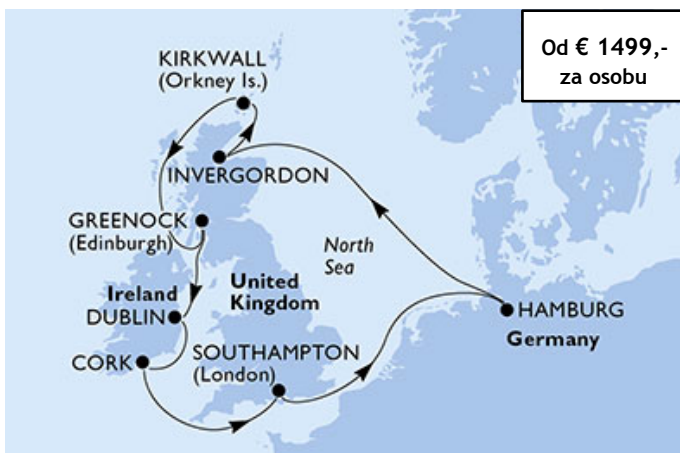 Od € 1499,-
za osobu
KIRKWALL
(Orkney Is.)
INVERGORDON
GREENOCK
(Edinburgh)
North
Sea
United
Kingdom
Ireland
DUBLIN
HAMBURG
Germany
SOUTHAMPTON
(London)
CORK